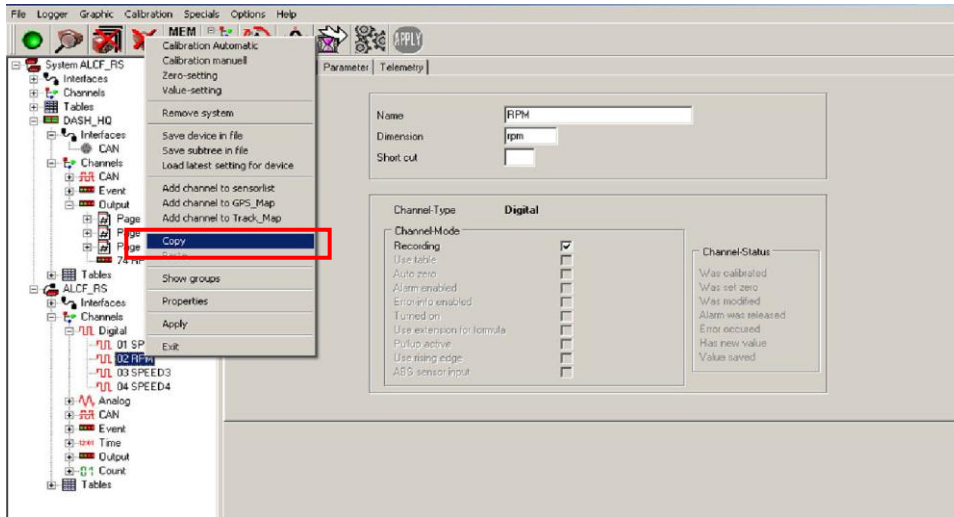 File Logger Graphic Calibration Specials Options Help
MEM
APPLY
System ALCF_RS
Interfaces
Channels
Tables
DASH_HQ
Interfaces
CAN
Channels
CAN
Event
Output
Page
Page
Page
Tables
ALCF_RS
Interfaces
Channels
Digital
01 SP
02 RPM
03 SPEED3
04 SPEED4
Analog
CAN
Event
Time
Output
Count
Tables
Calibration Automatic
Calibration manuell
Zero-setting
Value-setting
Remove system
Save device in file
Save subtree in file
Load latest setting for device
Add channel to sensorlist
Add channel to GPS_Map
Add channel to Track_Map
Copy
Show groups
Properties
Apply
Exit
Parameter Telemetry
Name RPM
Dimension rpm
Short cut
Channel-Type Digital
Channel-Mode
Recording
Use table
Auto zero
Alarm enabled
Error-info enabled
Turned on
Use extension for formula
Pullup active
Use rising edge
ABS sensor input
Channel-Status
Was calibrated
Was set zero
Was modified
Alarm was released
Error occured
Has new value
Value saved